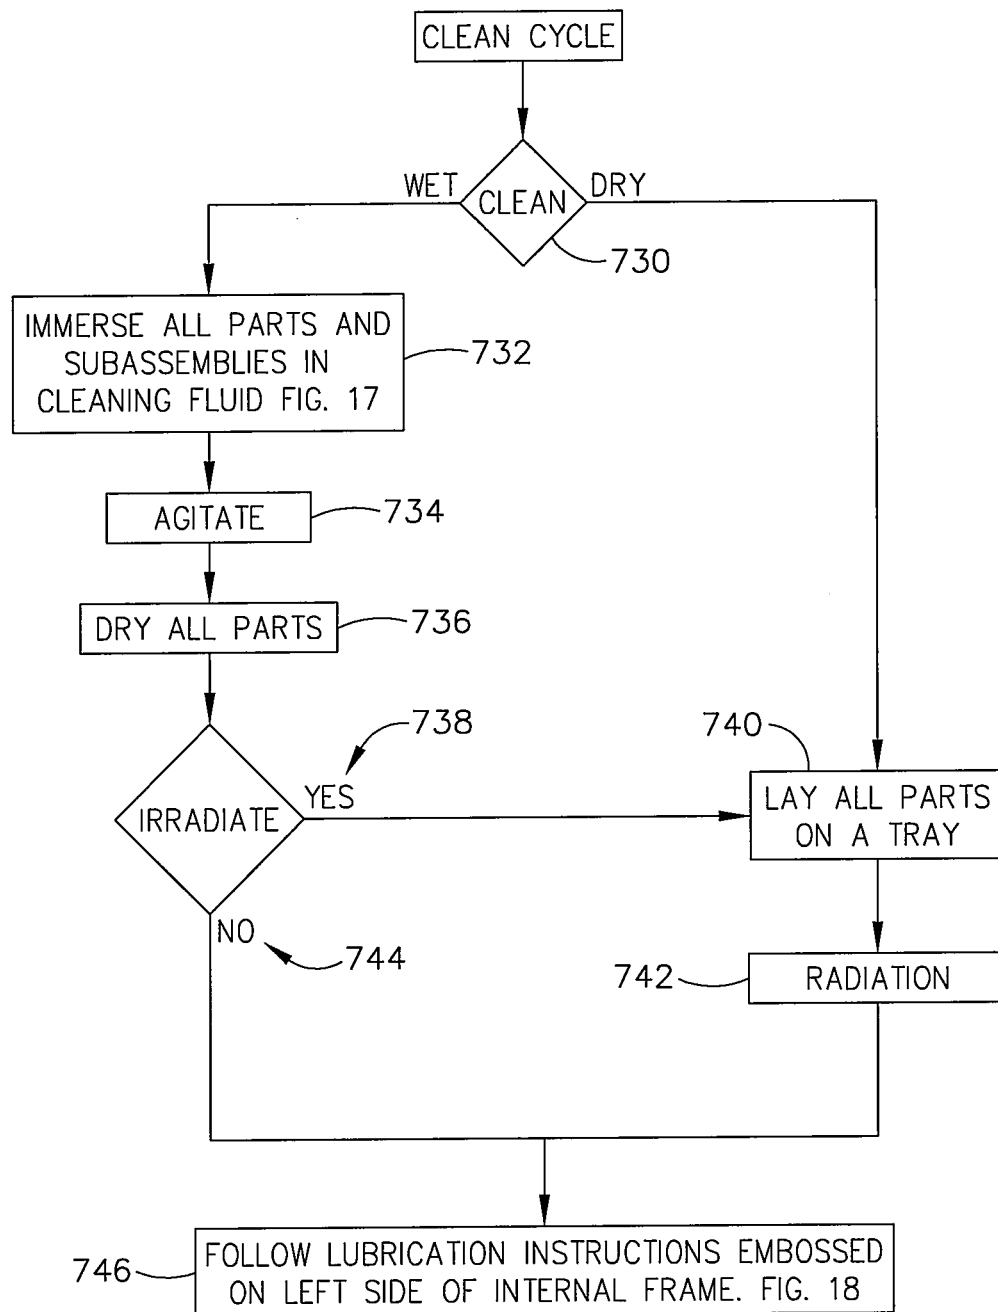 CLEAN CYCLE
WET
CLEAN
DRY
730
IMMERSE ALL PARTS AND
SUBASSEMBLIES IN
CLEANING FLUID FIG. 17
732
AGITATE
734
DRY ALL PARTS
736
738
740
IRRADIATE
YES
LAY ALL PARTS
ON A TRAY
NO
744
742
RADIATION
746
FOLLOW LUBRICATION INSTRUCTIONS EMBOSSED
ON LEFT SIDE OF INTERNAL FRAME. FIG. 18